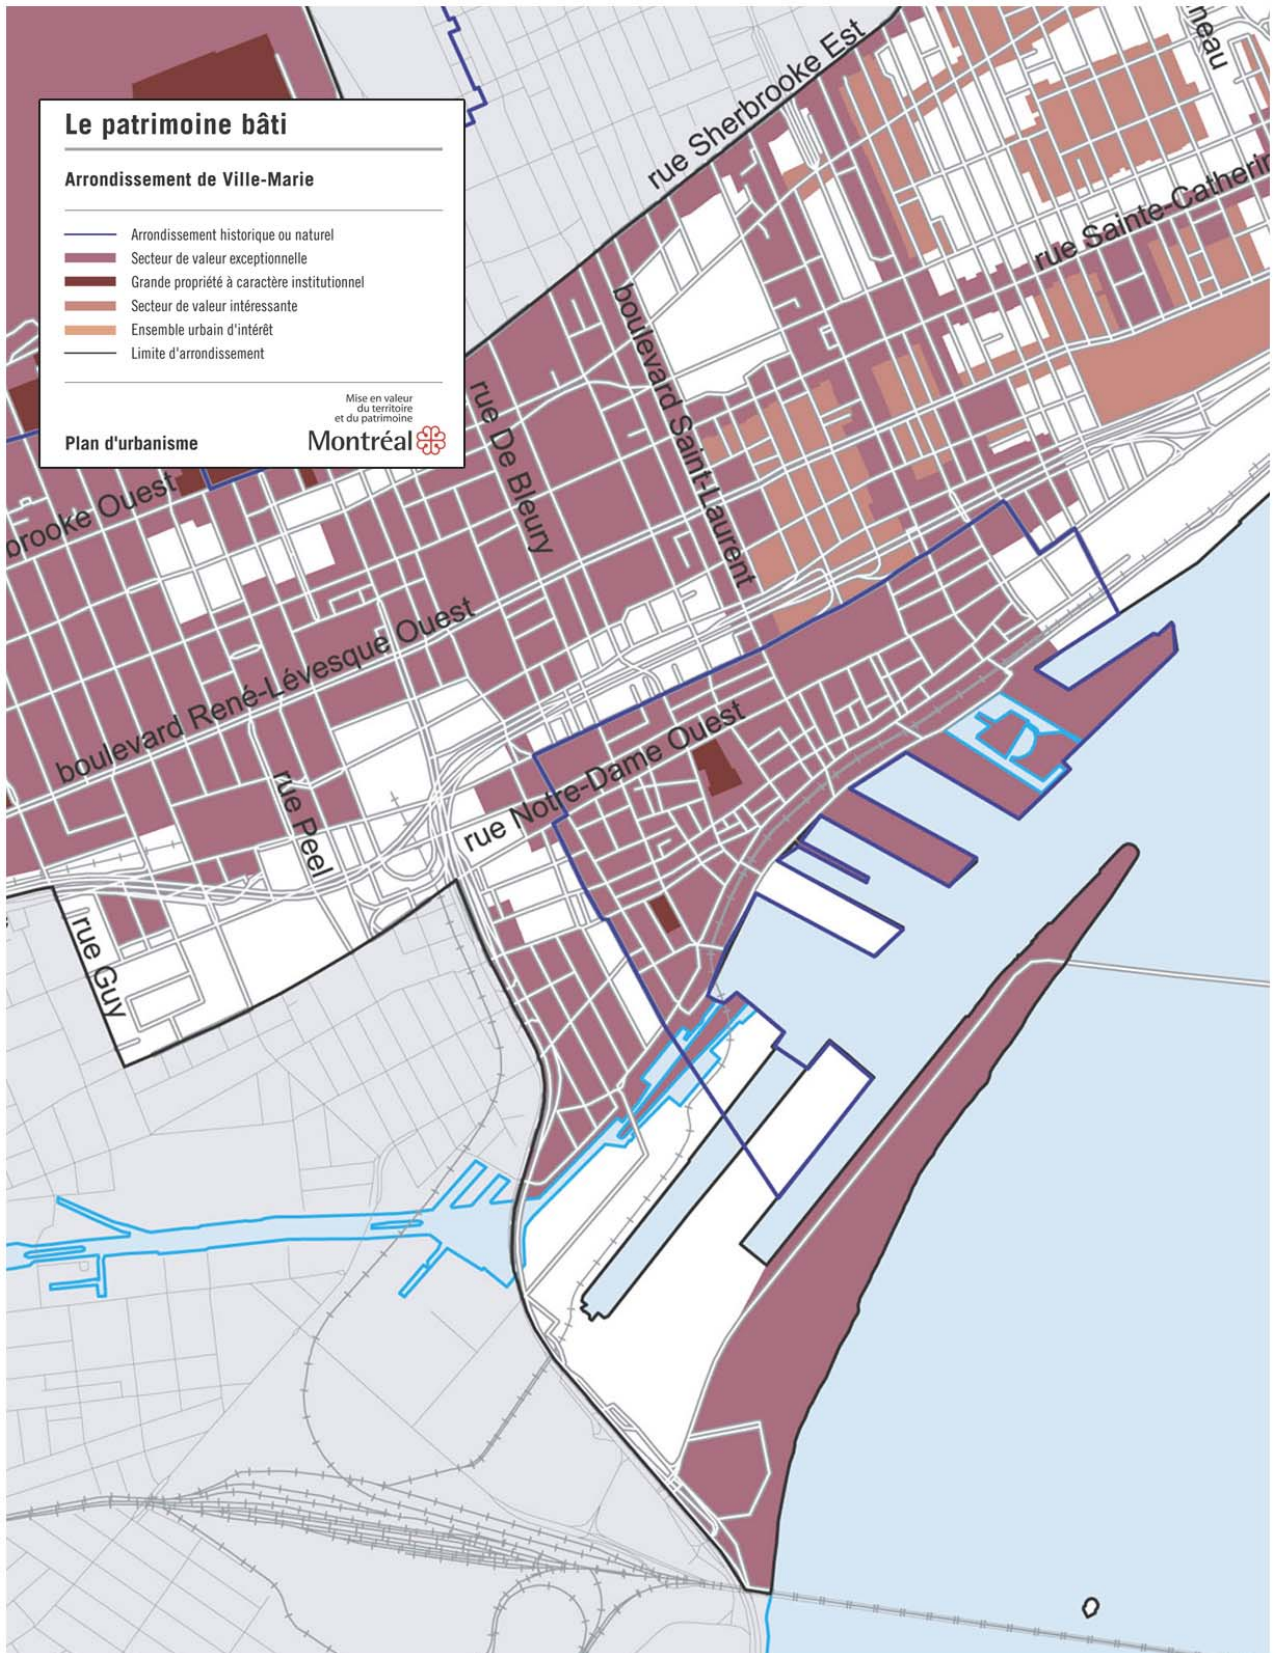 Le patrimoine bâti
Arrondissement de Ville-Marie
Arrondissement historique ou naturel
Secteur de valeur exceptionnelle
Grande propriété à caractère institutionnel
Secteur de valeur intéressante
Ensemble urbain d'intérêt
Limite d'arrondissement
Mise en valeur
du territoire
et du patrimoine
Plan d'urbanisme
Montréal
rue Sherbrooke Est
neau
rue Sainte-Catherin
boulevard Saint-Laurent
rue De Bleury
brooke Ouest
boulevard René-Lévesque Ouest
rue Notre-Dame Ouest
rue Peel
rue Guy